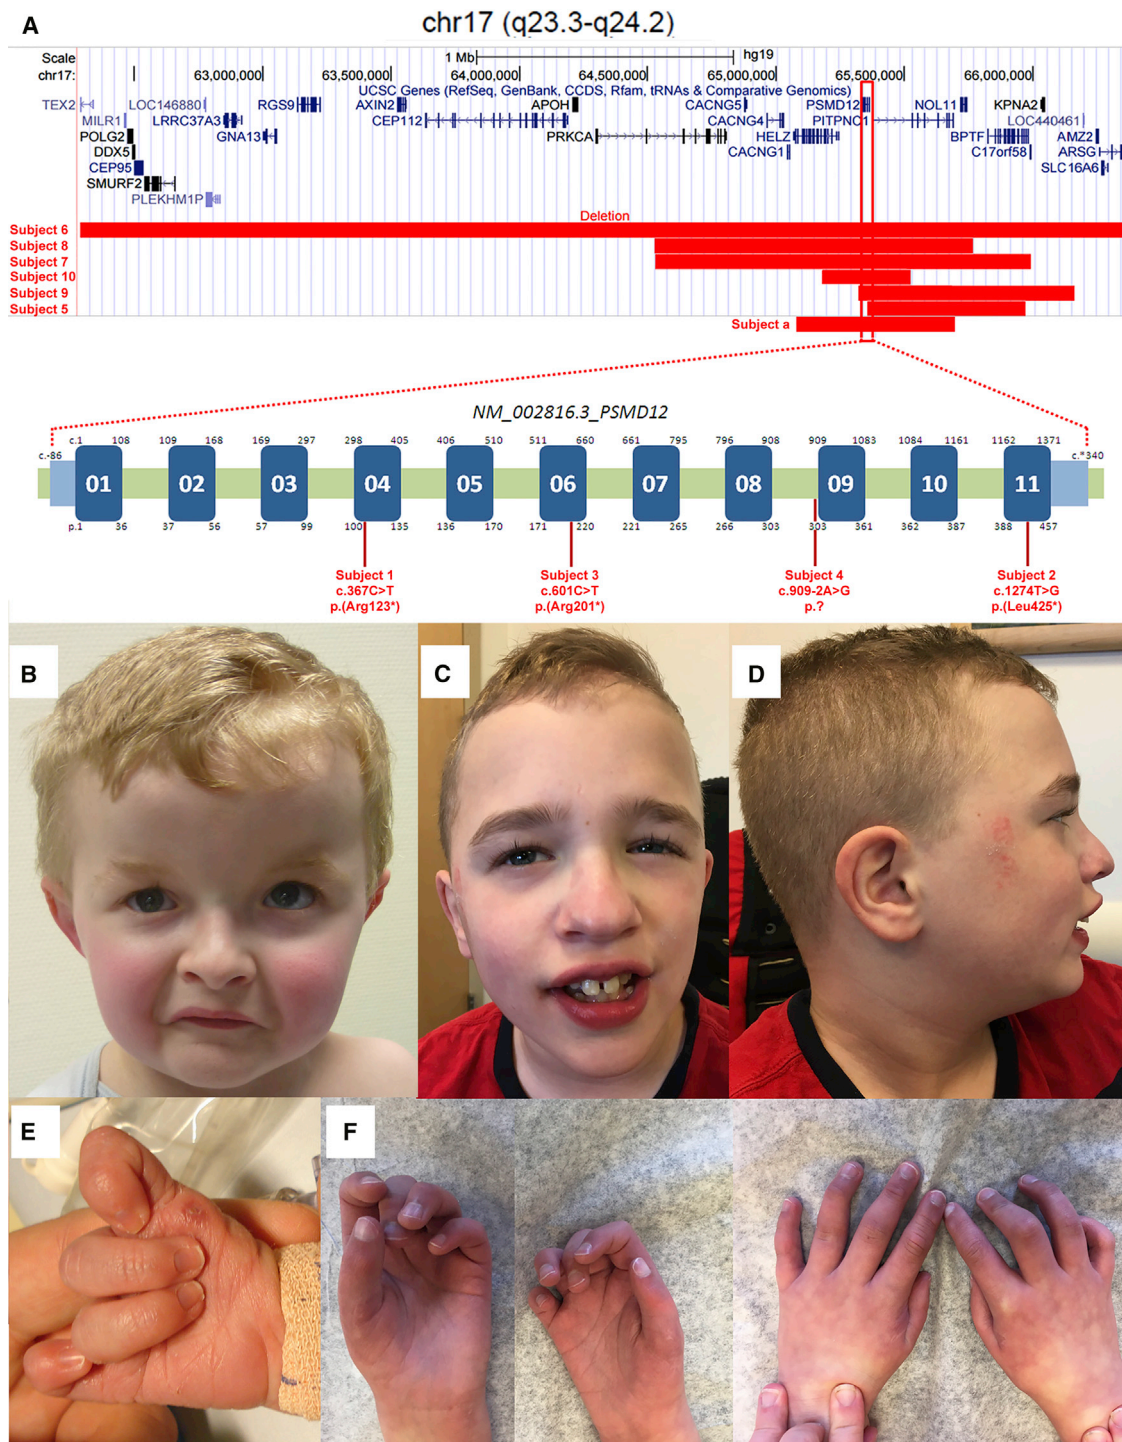 A
chr17 (q23.3-q24.2)
Scale 1 Mb hg19
chr17: 63,000,000 63,500,000 64,000,000 64,500,000 65,000,000 65,500,000 66,000,000
UCSC Genes (RefSeq, GenBank, CCDS, Rfam, tRNAs & Comparative Genomics)
TEX2 LOC146880 RGS9 AXIN2 APOH CACNG5 PSMD12 NOL11 KPNA2
MILR1 LRRC37A3 CEP112 CACNG4 PITPNC1 LOC440461
POLG2 GNA13 PRKCA HELZ BPTF AMZ2
DDX5 CACNG1 C17orf58 ARSG
CEP95 SLC16A6
SMURF2
PLEKHM1P
Deletion
Subject 6
Subject 8
Subject 7
Subject 10
Subject 9
Subject 5
Subject a
NM_002816.3_PSMD12
c.1 108 109 168 169 297 298 405 406 510 511 660 661 795 796 908 909 1083 1084 1161 1162 1371
c.-86 c.*340
01 02 03 04 05 06 07 08 09 10 11
p.1 36 37 56 57 99 100 135 136 170 171 220 221 265 266 303 303 361 362 387 388 457
Subject 1 Subject 3 Subject 4 Subject 2
c.367C>T c.601C>T c.909-2A>G c.1274T>G
p.(Arg123*) p.(Arg201*) p.? p.(Leu425*)
B C D
E F